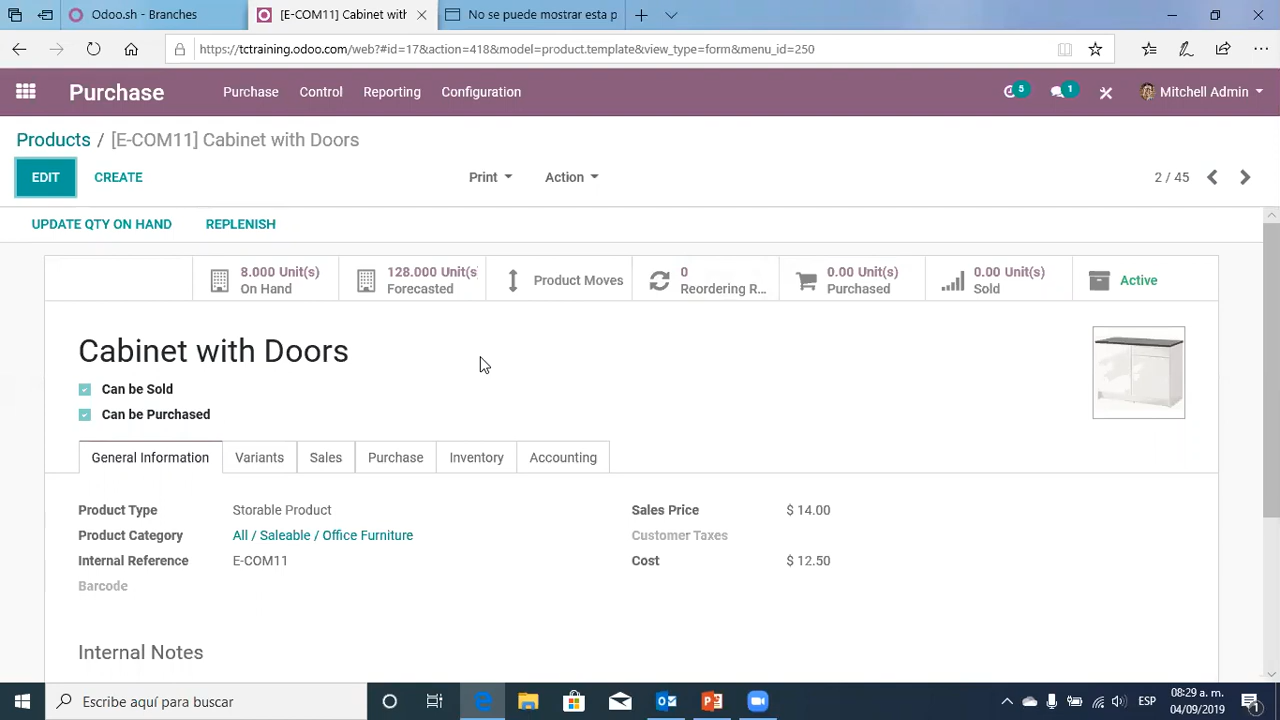 Odoo.sh - Branches
[E-COM11] Cabinet with
No se puede mostrar esta p
https://tctraining.odoo.com/web?#id=17&action=418&model=product.template&view_type=form&menu_id=250
Purchase
Purchase Control Reporting Configuration
5 1 Mitchell Admin
Products / [E-COM11] Cabinet with Doors
EDIT CREATE Print Action 2 / 45
UPDATE QTY ON HAND REPLENISH
8.000 Unit(s) 128.000 Unit(s 0 0.00 Unit(s) 0.00 Unit(s)
On Hand Forecasted Product Moves Reordering R... Purchased Sold Active
Cabinet with Doors
Can be Sold
Can be Purchased
General Information Variants Sales Purchase Inventory Accounting
Product Type Storable Product Sales Price $ 14.00
Product Category All / Saleable / Office Furniture Customer Taxes
Internal Reference E-COM11 Cost $ 12.50
Barcode
Internal Notes
Escribe aquí para buscar
ESP
08:29 a. m.
04/09/2019
1